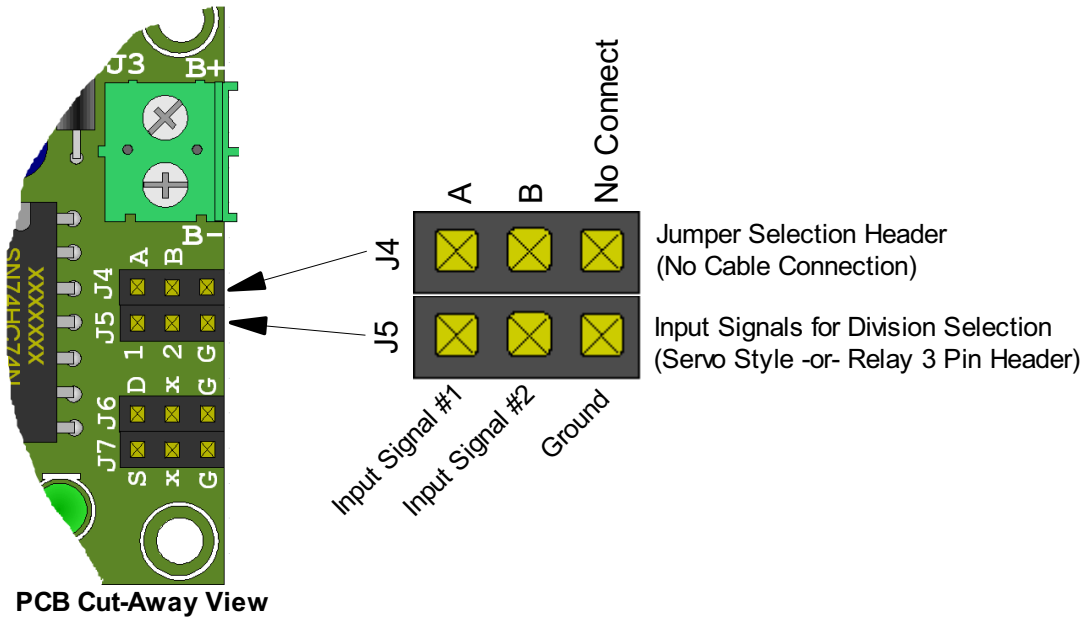 J3
B+
B-
A
B
J4
J5
1
2
G
D
x
G
J6
J7
S
x
G
XXXXXXX
SN74HC74N
A
B
No Connect
J4
Jumper Selection Header
(No Cable Connection)
J5
Input Signals for Division Selection
(Servo Style -or- Relay 3 Pin Header)
Input Signal #1
Input Signal #2
Ground
PCB Cut-Away View